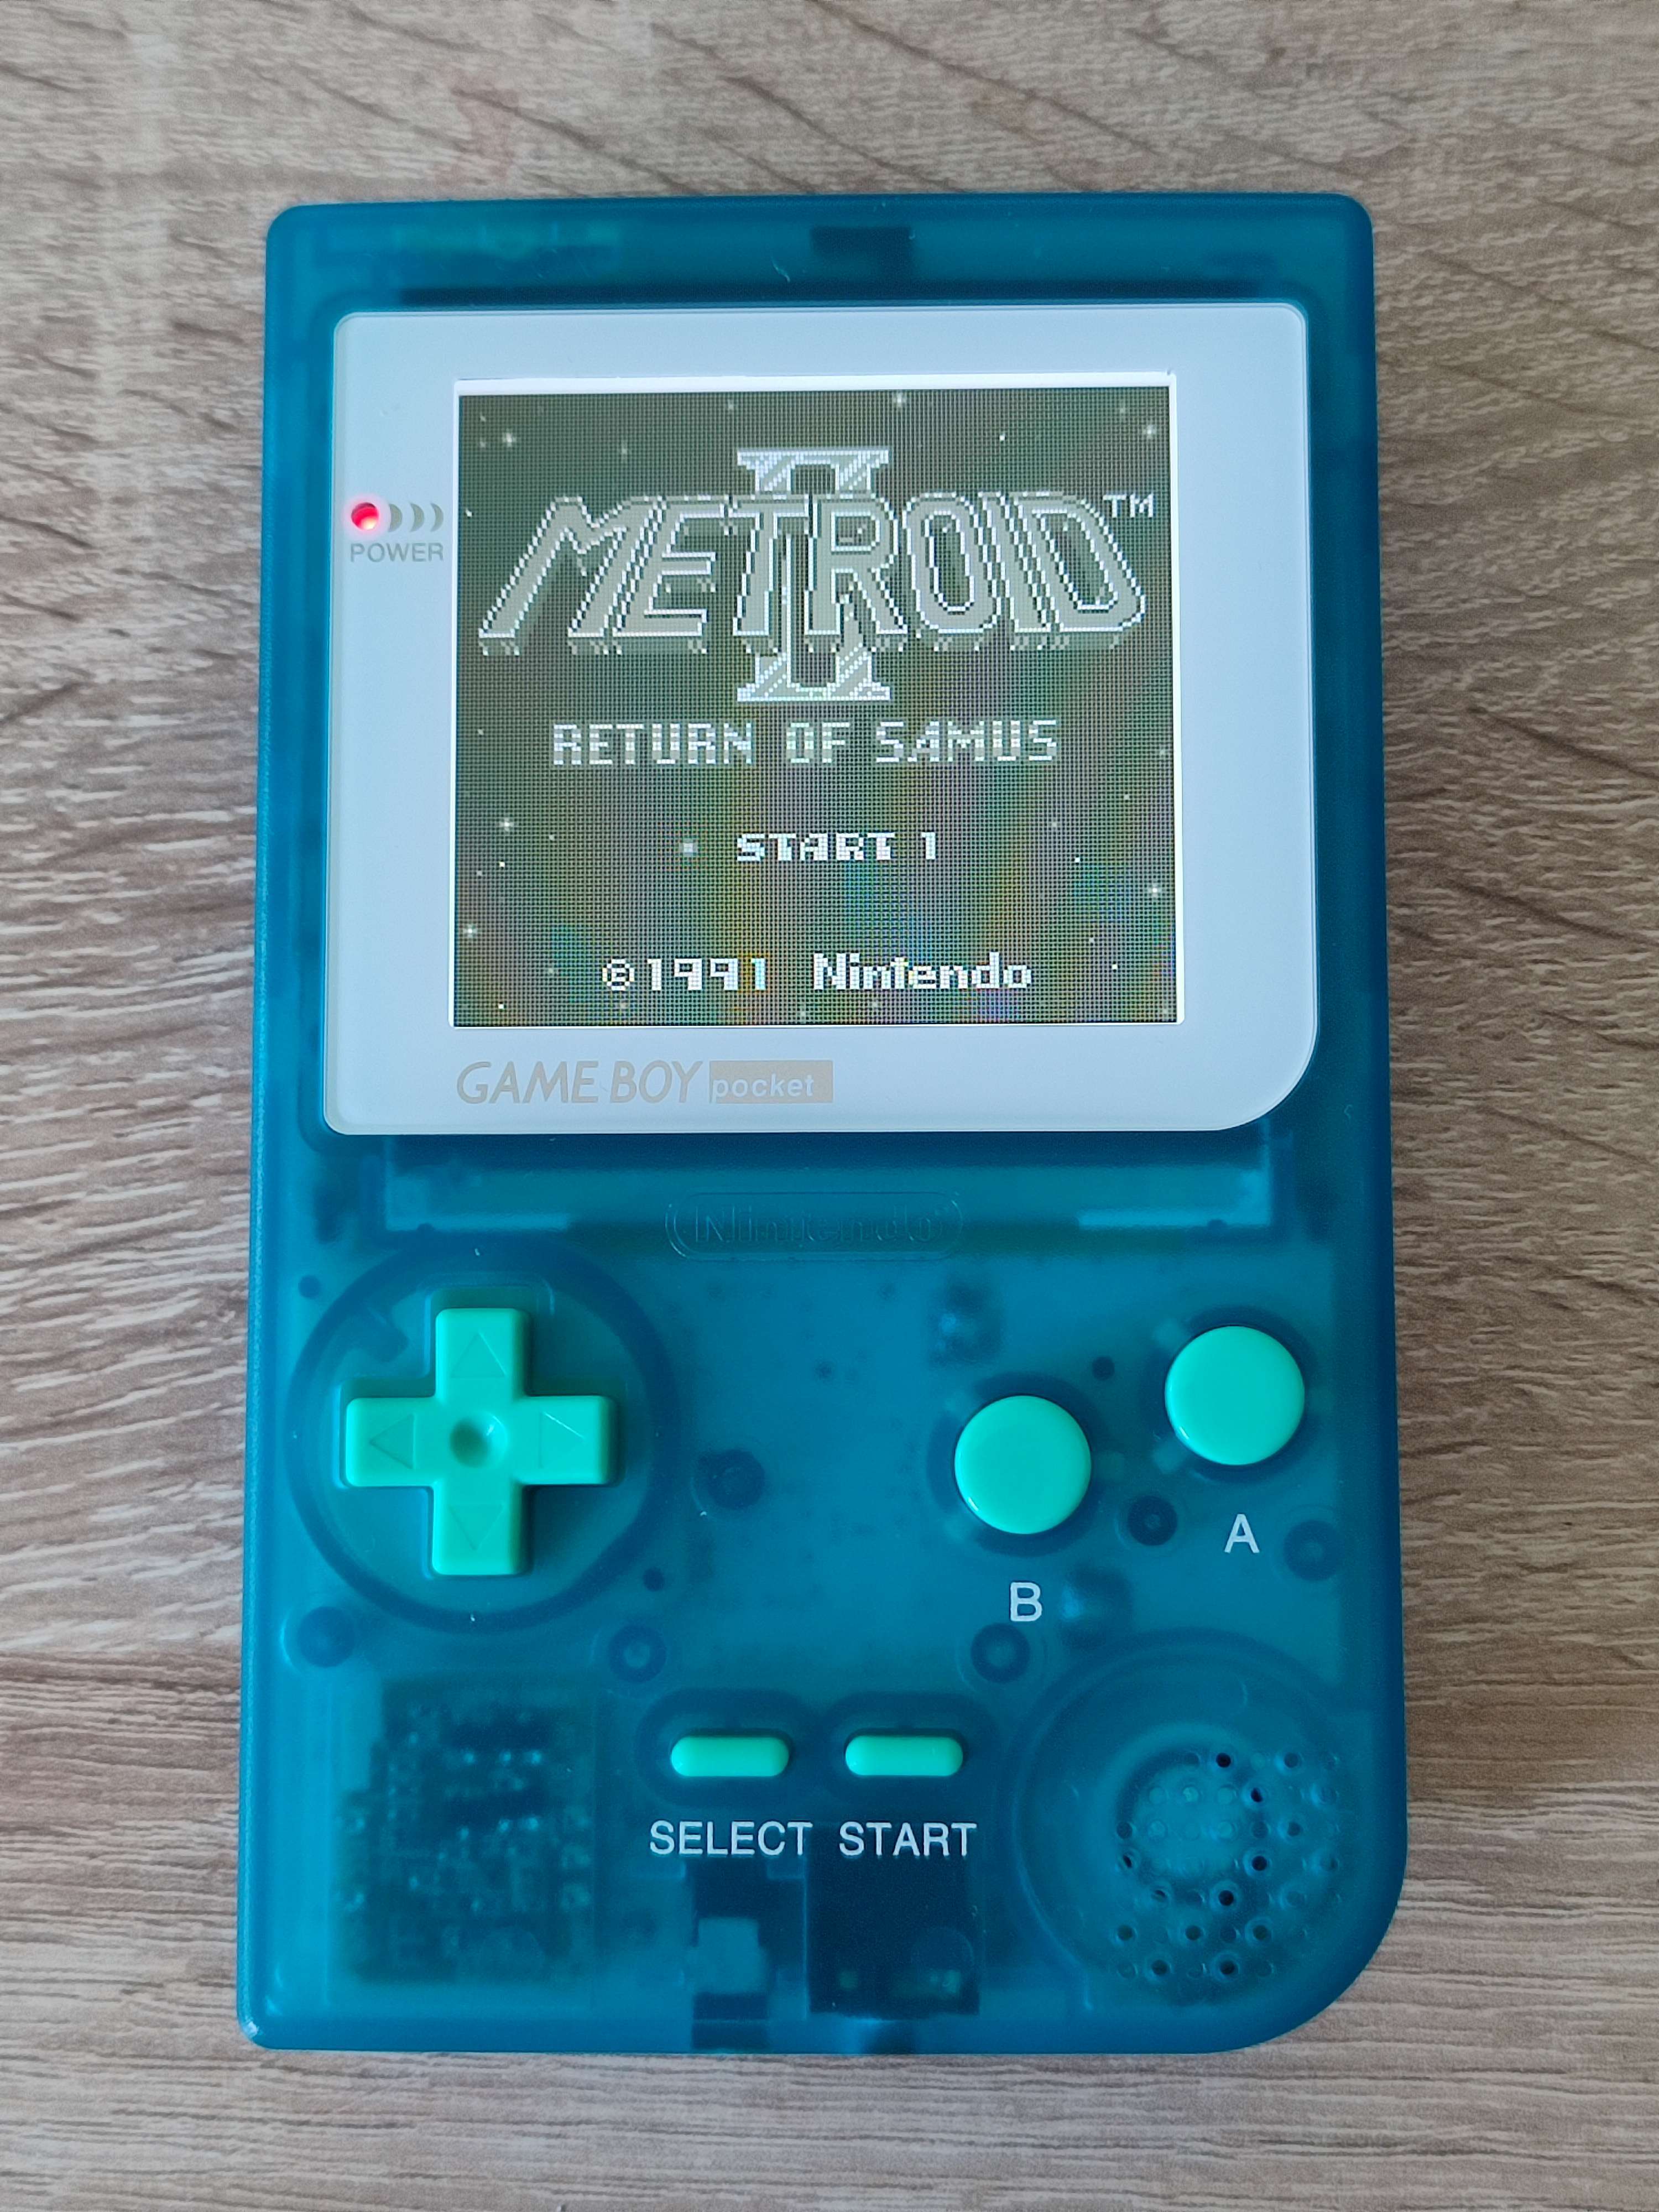 METROID™
II
RETURN OF SAMUS
START 1
©1991 Nintendo
POWER
GAME BOY pocket
Nintendo
A
B
SELECT START